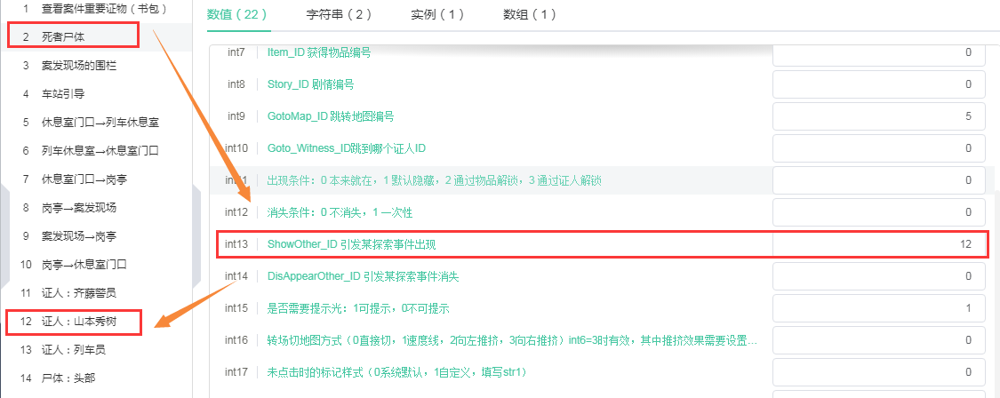 1 查看案件重要证物（书包）
2 死者尸体
3 案发现场的围栏
4 车站引导
5 休息室门口→列车休息室
6 列车休息室→休息室门口
7 休息室门口→岗亭
8 岗亭→案发现场
9 案发现场→岗亭
10 岗亭→休息室门口
11 证人：齐藤警员
12 证人：山本秀树
13 证人：列车员
14 尸体：头部
数值（22） 字符串（2） 实例（1） 数组（1）
int7 Item_ID 获得物品编号 0
int8 Story_ID 剧情编号 0
int9 GotoMap_ID 跳转地图编号 5
int10 Goto_Witness_ID跳到哪个证人ID 0
出现条件：0 本来就在，1 默认隐藏，2 通过物品解锁，3 通过证人解锁 0
int12 消失条件：0 不消失，1 一次性 0
int13 ShowOther_ID 引发某探索事件出现 12
int14 DisAppearOther_ID 引发某探索事件消失 0
int15 是否需要提示光：1可提示，0不可提示 1
int16 转场切地图方式（0直接切，1速度线，2向左推挤，3向右推挤）int6=3时有效，其中推挤效果需要设置... 0
int17 未点击时的标记样式（0系统默认，1自定义，填写str1） 0